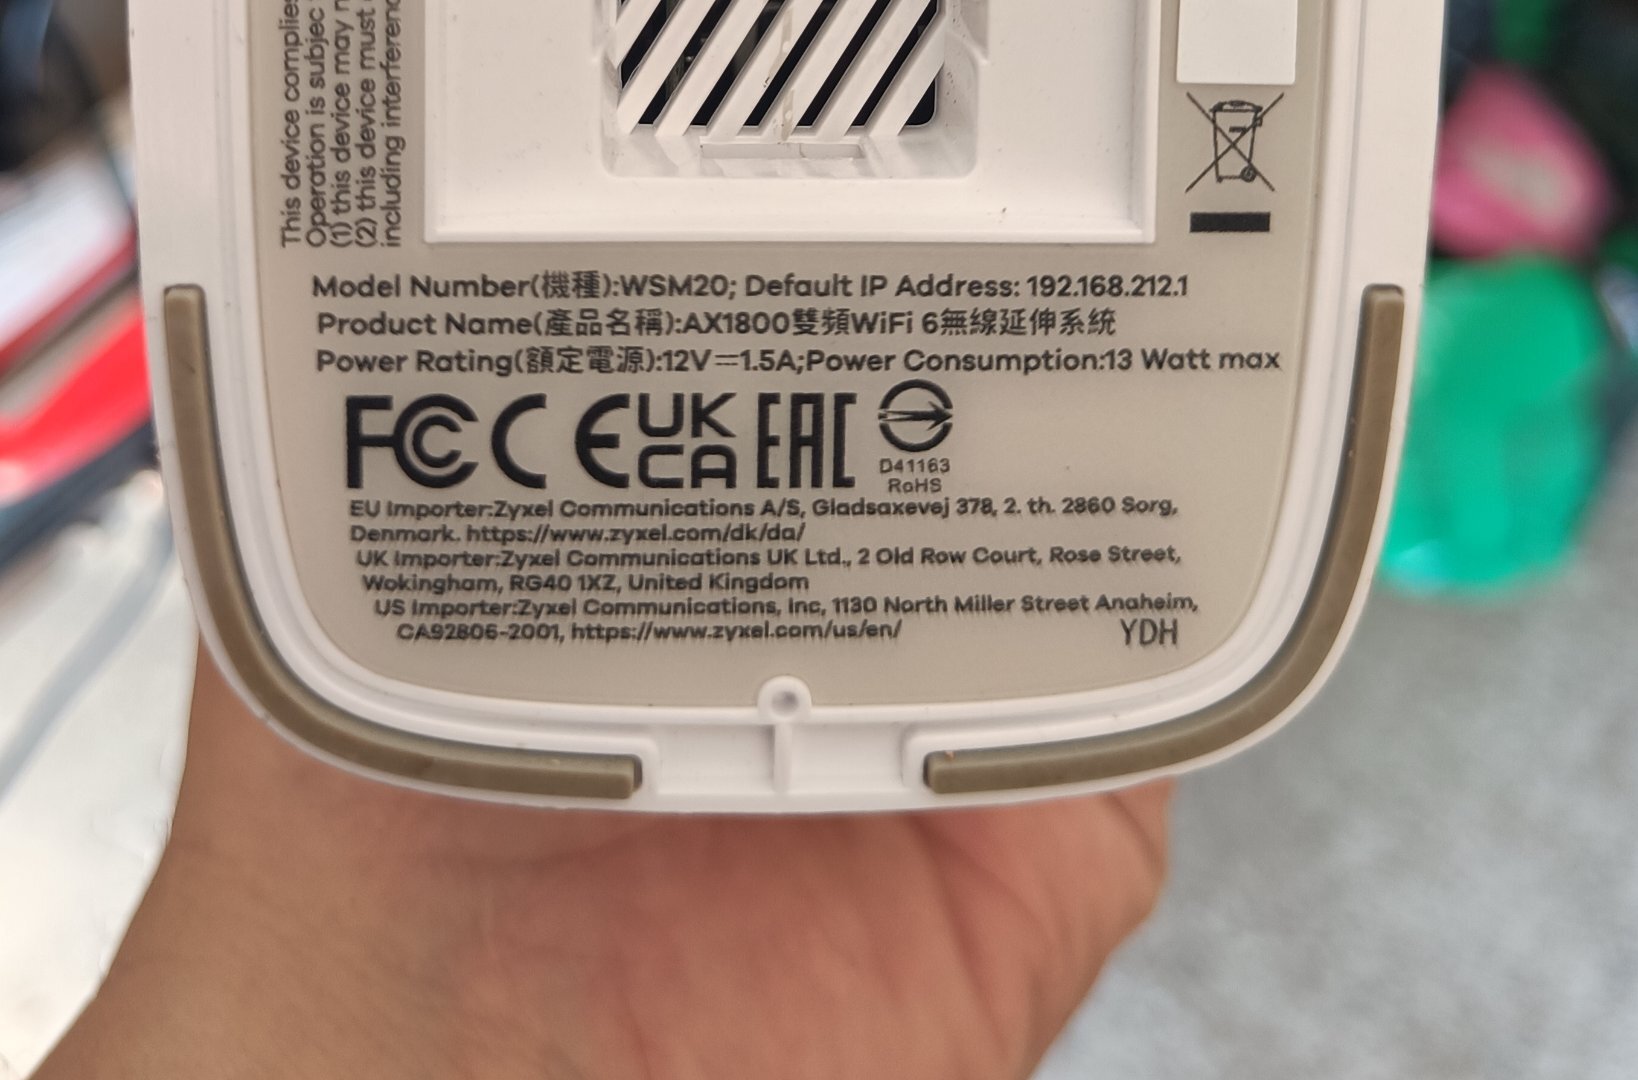 This device complies
Operation is subjec
(1) this device may
(2) this device must
including interferenc
Model Number(機種):WSM20; Default IP Address: 192.168.212.1
Product Name(產品名稱):AX1800雙頻WiFi 6無線延伸系統
Power Rating(額定電源):12V⎓1.5A;Power Consumption:13 Watt max
FCC CE UK CA EAC
D41163
RoHS
EU Importer:Zyxel Communications A/S, Gladsaxevej 378, 2. th. 2860 Sorg,
Denmark. https://www.zyxel.com/dk/da/
UK Importer:Zyxel Communications UK Ltd., 2 Old Row Court, Rose Street,
Wokingham, RG40 1XZ, United Kingdom
US Importer:Zyxel Communications, Inc, 1130 North Miller Street Anaheim,
CA92806-2001, https://www.zyxel.com/us/en/
YDH